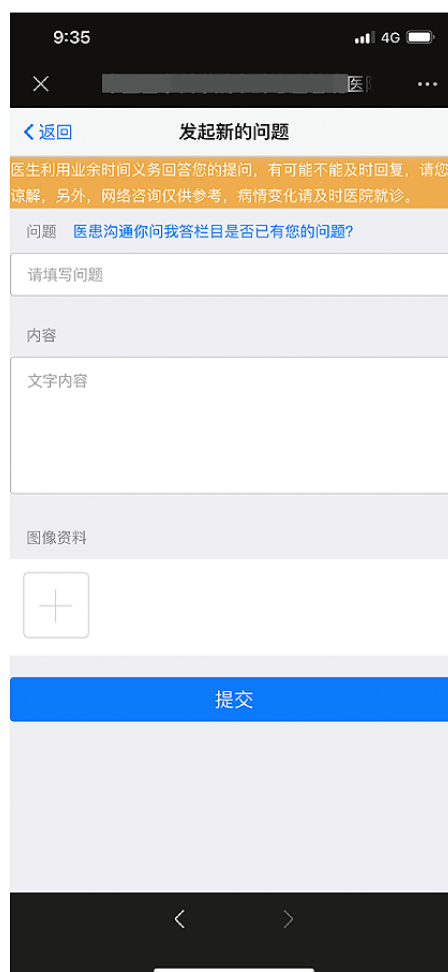 9:35
4G
医
返回
发起新的问题
医生利用业余时间义务回答您的提问，有可能不能及时回复，请您
谅解，另外，网络咨询仅供参考，病情变化请及时医院就诊。
问题 医患沟通你问我答栏目是否已有您的问题?
请填写问题
内容
文字内容
图像资料
提交